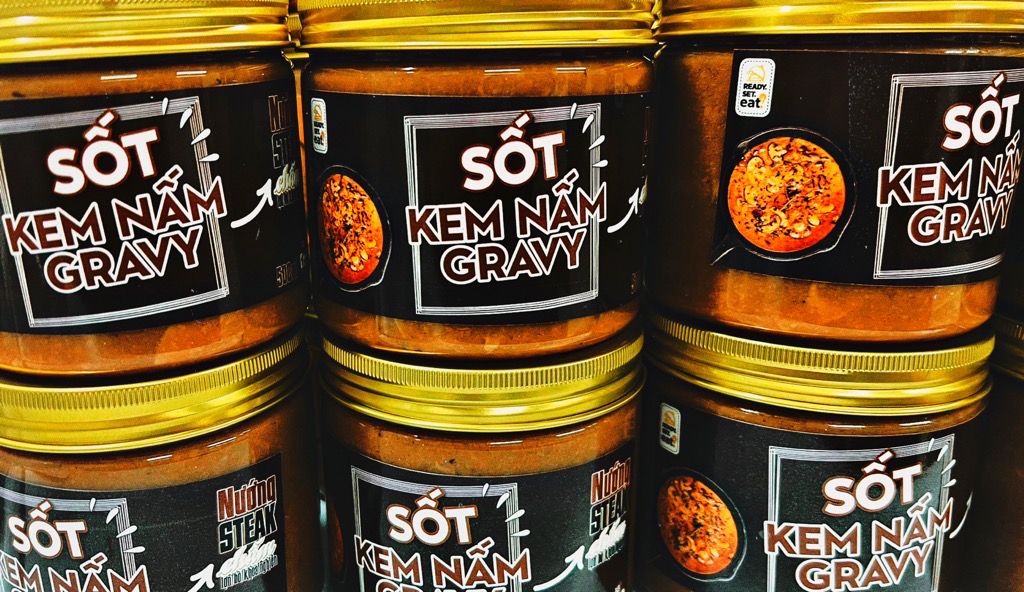 SỐT
KEM NẤM
GRAVY
SỐT
KEM NẤM
GRAVY
READY.
SET.
eat
SỐT
KEM NẤM
GRAVY
SỐT
KEM NẤM
Nướng
STEAK
SỐT
KEM NẤM
GRAVY
Nướng
STEAK
SỐT
KEM NẤM
GRAVY